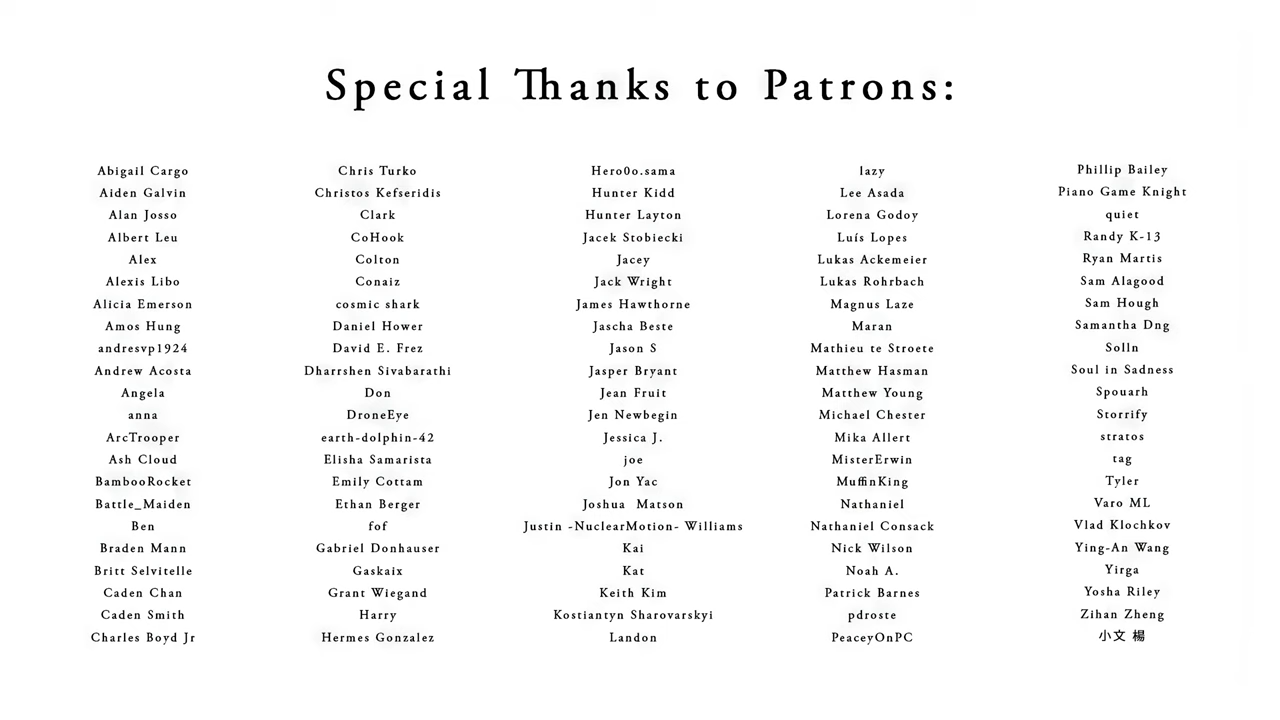 Special Thanks to Patrons:
Abigail Cargo
Aiden Galvin
Alan Josso
Albert Leu
Alex
Alexis Libo
Alicia Emerson
Amos Hung
andresvp1924
Andrew Acosta
Angela
anna
ArcTrooper
Ash Cloud
BambooRocket
Battle_Maiden
Ben
Braden Mann
Britt Selvitelle
Caden Chan
Caden Smith
Charles Boyd Jr
Chris Turko
Christos Kefseridis
Clark
CoHook
Colton
Conaiz
cosmic shark
Daniel Hower
David E. Frez
Dharrshen Sivabarathi
Don
DroneEye
earth-dolphin-42
Elisha Samarista
Emily Cottam
Ethan Berger
fof
Gabriel Donhauser
Gaskaix
Grant Wiegand
Harry
Hermes Gonzalez
Hero0o.sama
Hunter Kidd
Hunter Layton
Jacek Stobiecki
Jacey
Jack Wright
James Hawthorne
Jascha Beste
Jason S
Jasper Bryant
Jean Fruit
Jen Newbegin
Jessica J.
joe
Jon Yac
Joshua  Matson
Justin -NuclearMotion- Williams
Kai
Kat
Keith Kim
Kostiantyn Sharovarskyi
Landon
lazy
Lee Asada
Lorena Godoy
Luís Lopes
Lukas Ackemeier
Lukas Rohrbach
Magnus Laze
Maran
Mathieu te Stroete
Matthew Hasman
Matthew Young
Michael Chester
Mika Allert
MisterErwin
MuffinKing
Nathaniel
Nathaniel Consack
Nick Wilson
Noah A.
Patrick Barnes
pdroste
PeaceyOnPC
Phillip Bailey
Piano Game Knight
quiet
Randy K-13
Ryan Martis
Sam Alagood
Sam Hough
Samantha Dng
Solln
Soul in Sadness
Spouarh
Storrify
stratos
tag
Tyler
Varo ML
Vlad Klochkov
Ying-An Wang
Yirga
Yosha Riley
Zihan Zheng
小文 楊